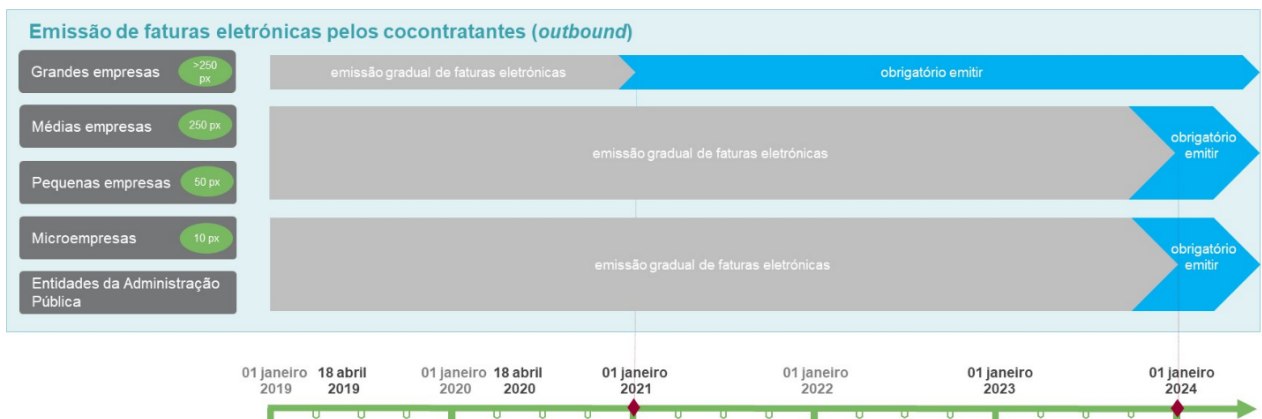 Emissão de faturas eletrónicas pelos cocontratantes (outbound)
Grandes empresas
>250
px
emissão gradual de faturas eletrónicas
obrigatório emitir
Médias empresas
250 px
emissão gradual de faturas eletrónicas
obrigatório
emitir
Pequenas empresas
50 px
Microempresas
10 px
emissão gradual de faturas eletrónicas
obrigatório
emitir
Entidades da Administração
Pública
01 janeiro
2019
18 abril
2019
01 janeiro
2020
18 abril
2020
01 janeiro
2021
01 janeiro
2022
01 janeiro
2023
01 janeiro
2024